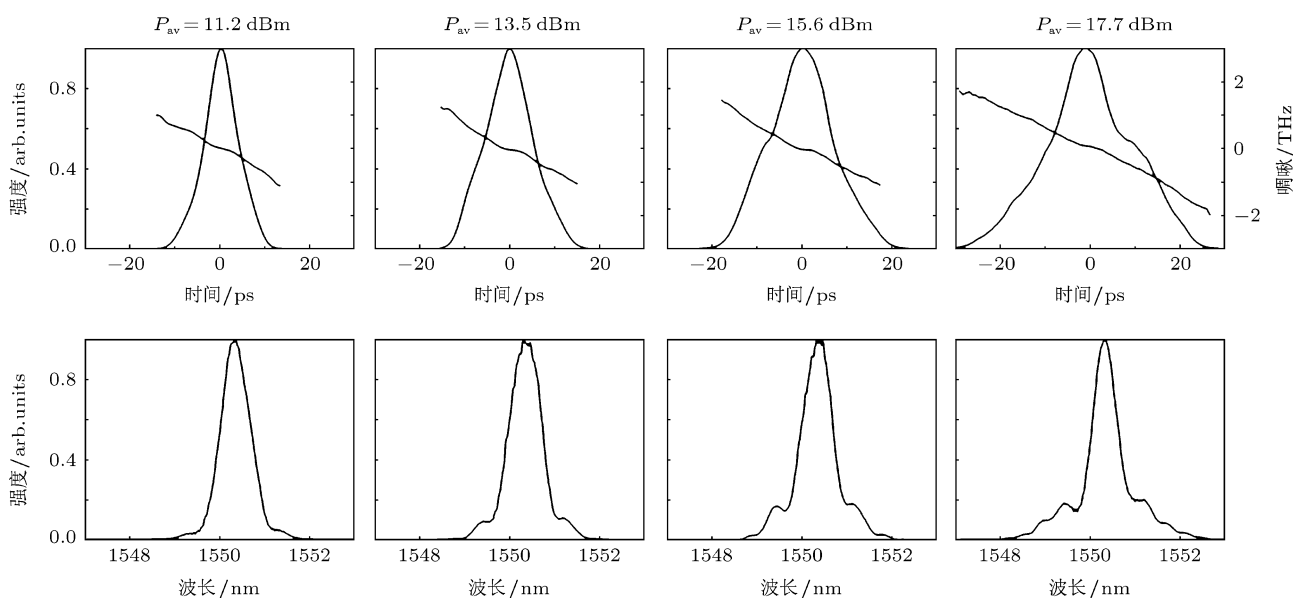 P_av = 11.2 dBm P_av = 13.5 dBm P_av = 15.6 dBm P_av = 17.7 dBm
强度/arb.units
0.8
0.4
0.0
2
0
−2
啁啾/THz
−20 0 20 −20 0 20 −20 0 20 −20 0 20
时间/ps 时间/ps 时间/ps 时间/ps
强度/arb.units
0.8
0.4
0.0
1548 1550 1552 1548 1550 1552 1548 1550 1552 1548 1550 1552
波长/nm 波长/nm 波长/nm 波长/nm